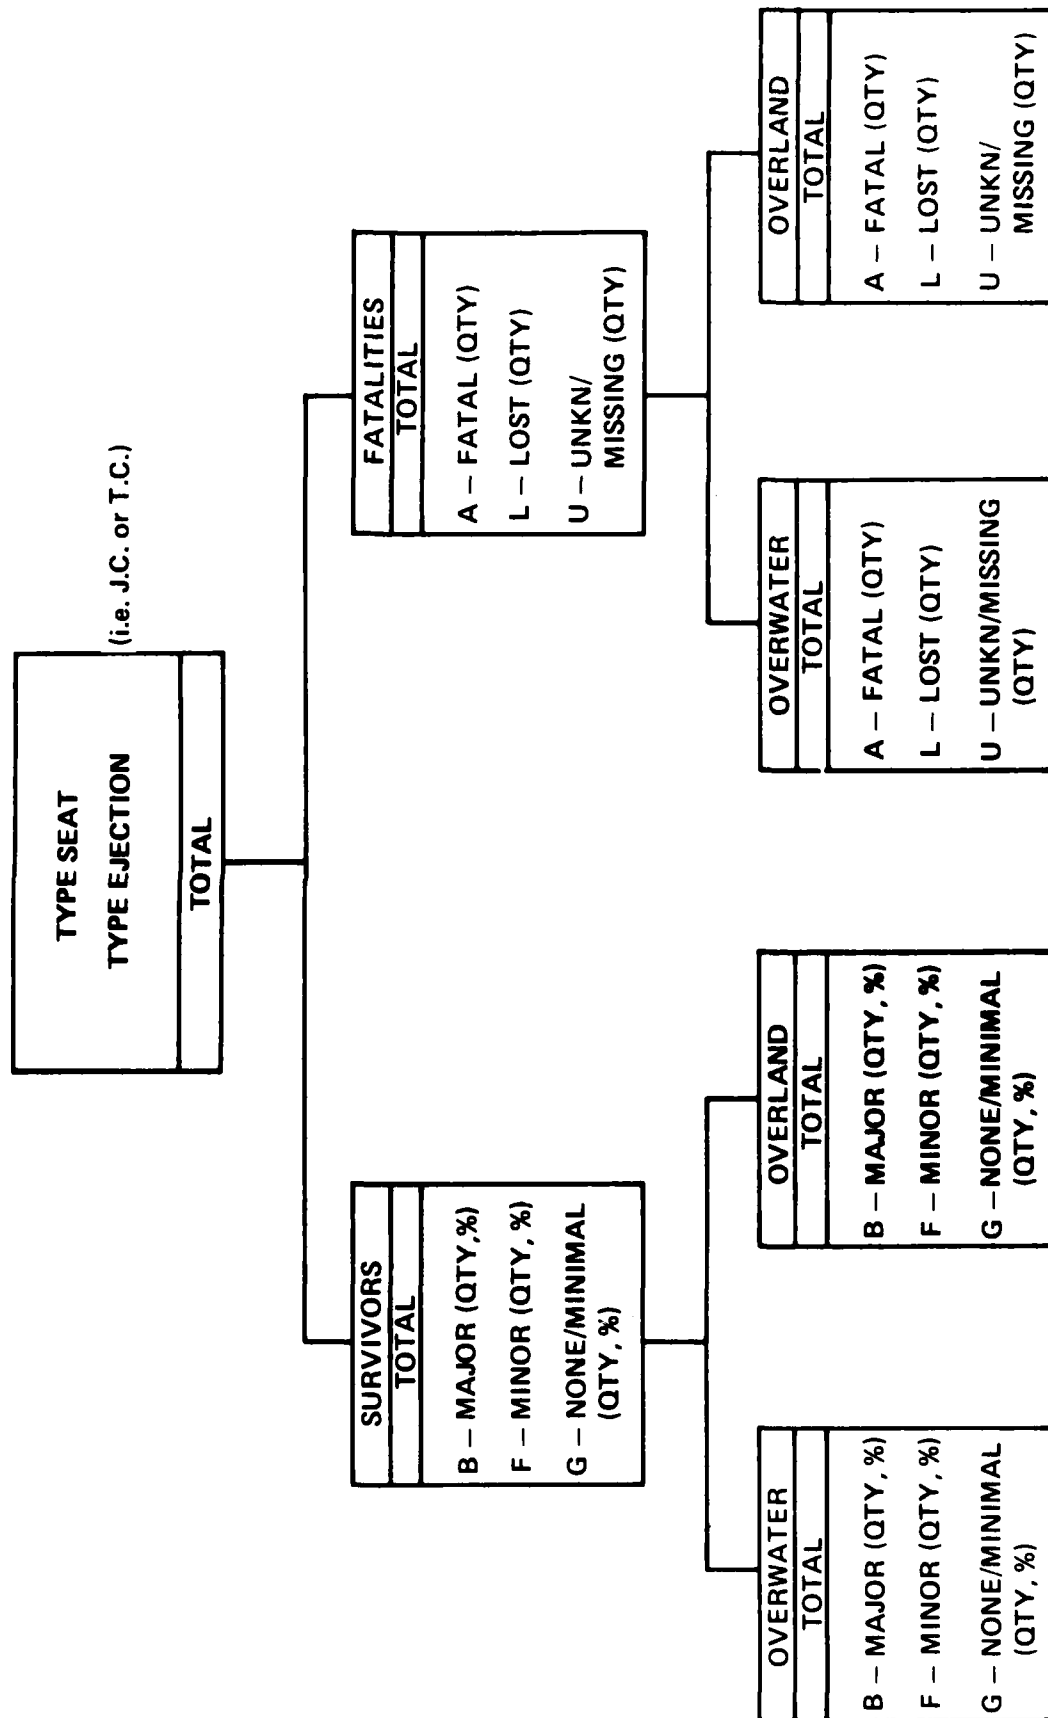 TYPE SEAT
TYPE EJECTION
(i.e. J.C. or T.C.)
TOTAL
SURVIVORS
TOTAL
B – MAJOR (QTY,%)
F – MINOR (QTY, %)
G – NONE/MINIMAL
(QTY, %)
FATALITIES
TOTAL
A – FATAL (QTY)
L – LOST (QTY)
U – UNKN/
MISSING (QTY)
OVERWATER
TOTAL
B – MAJOR (QTY, %)
F – MINOR (QTY, %)
G – NONE/MINIMAL
(QTY, %)
OVERLAND
TOTAL
B – MAJOR (QTY, %)
F – MINOR (QTY, %)
G – NONE/MINIMAL
(QTY, %)
OVERWATER
TOTAL
A – FATAL (QTY)
L – LOST (QTY)
U – UNKN/MISSING
(QTY)
OVERLAND
TOTAL
A – FATAL (QTY)
L – LOST (QTY)
U – UNKN/
MISSING (QTY)